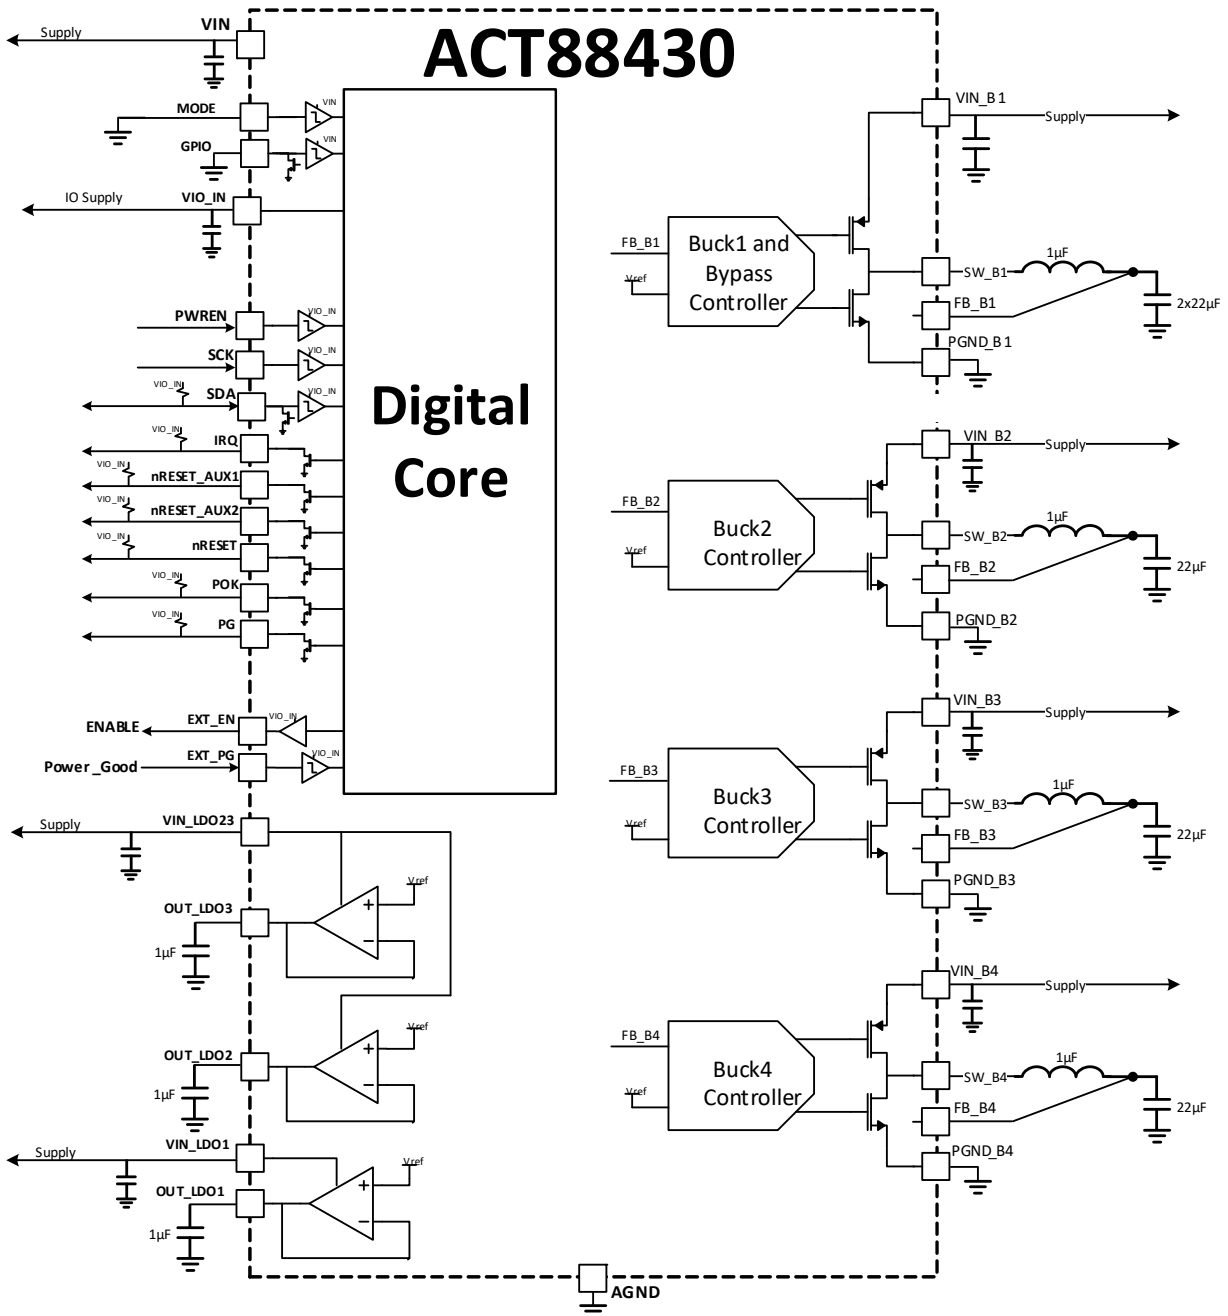 ACT88430
VIN
Supply
MODE
VIN
GPIO
VIN
IO Supply
VIO_IN
PWREN
VIO_IN
SCK
VIO_IN
VIO_IN
SDA
VIO_IN
VIO_IN
IRQ
VIO_IN
nRESET_AUX1
VIO_IN
nRESET_AUX2
VIO_IN
nRESET
VIO_IN
POK
VIO_IN
PG
Digital
Core
ENABLE
EXT_EN
VIO_IN
Power_Good
EXT_PG
VIO_IN
Supply
VIN_LDO23
Vref
OUT_LDO3
+
−
1µF
Vref
OUT_LDO2
+
−
1µF
Supply
VIN_LDO1
Vref
OUT_LDO1
+
−
1µF
AGND
VIN_B1
Supply
FB_B1
Vref
Buck1 and
Bypass
Controller
SW_B1
1µF
FB_B1
2x22µF
PGND_B1
VIN_B2
Supply
FB_B2
Vref
Buck2
Controller
SW_B2
1µF
FB_B2
22µF
PGND_B2
VIN_B3
Supply
FB_B3
Vref
Buck3
Controller
SW_B3
1µF
FB_B3
22µF
PGND_B3
VIN_B4
Supply
FB_B4
Vref
Buck4
Controller
SW_B4
1µF
FB_B4
22µF
PGND_B4